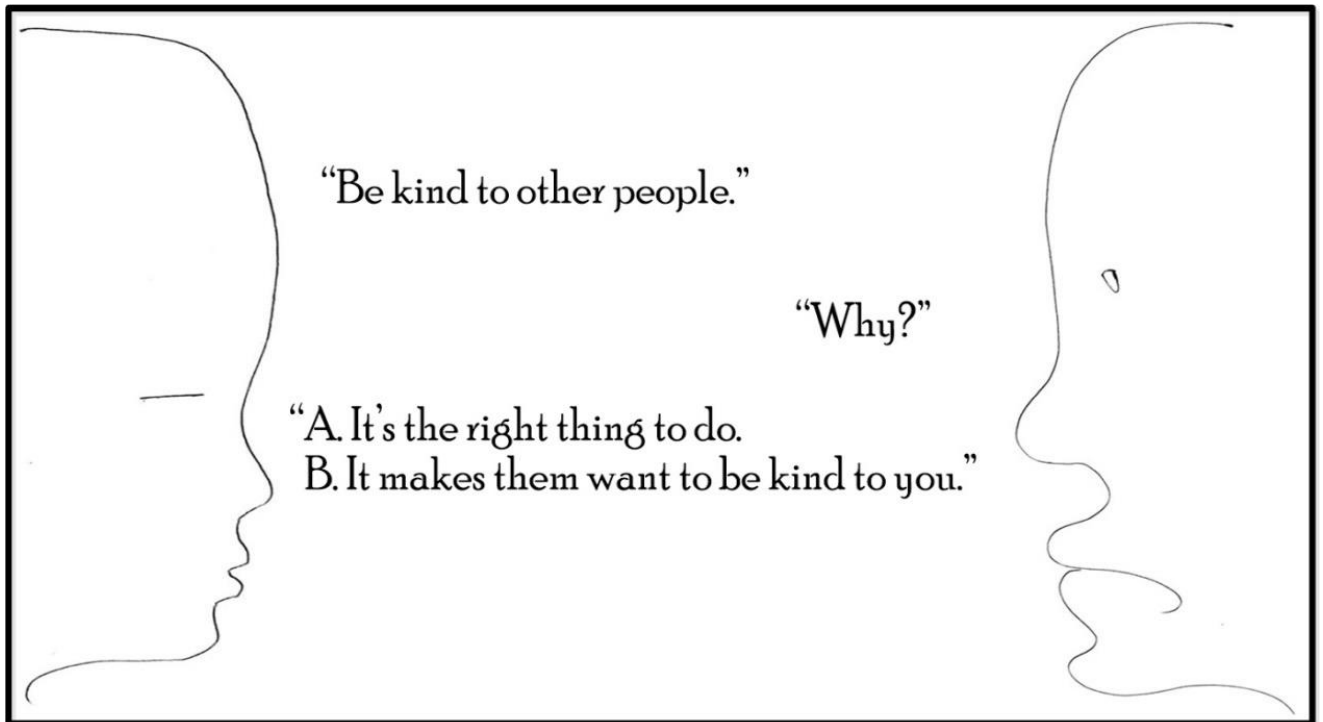 “Be kind to other people.”
“Why?”
“A. It’s the right thing to do.
B. It makes them want to be kind to you.”